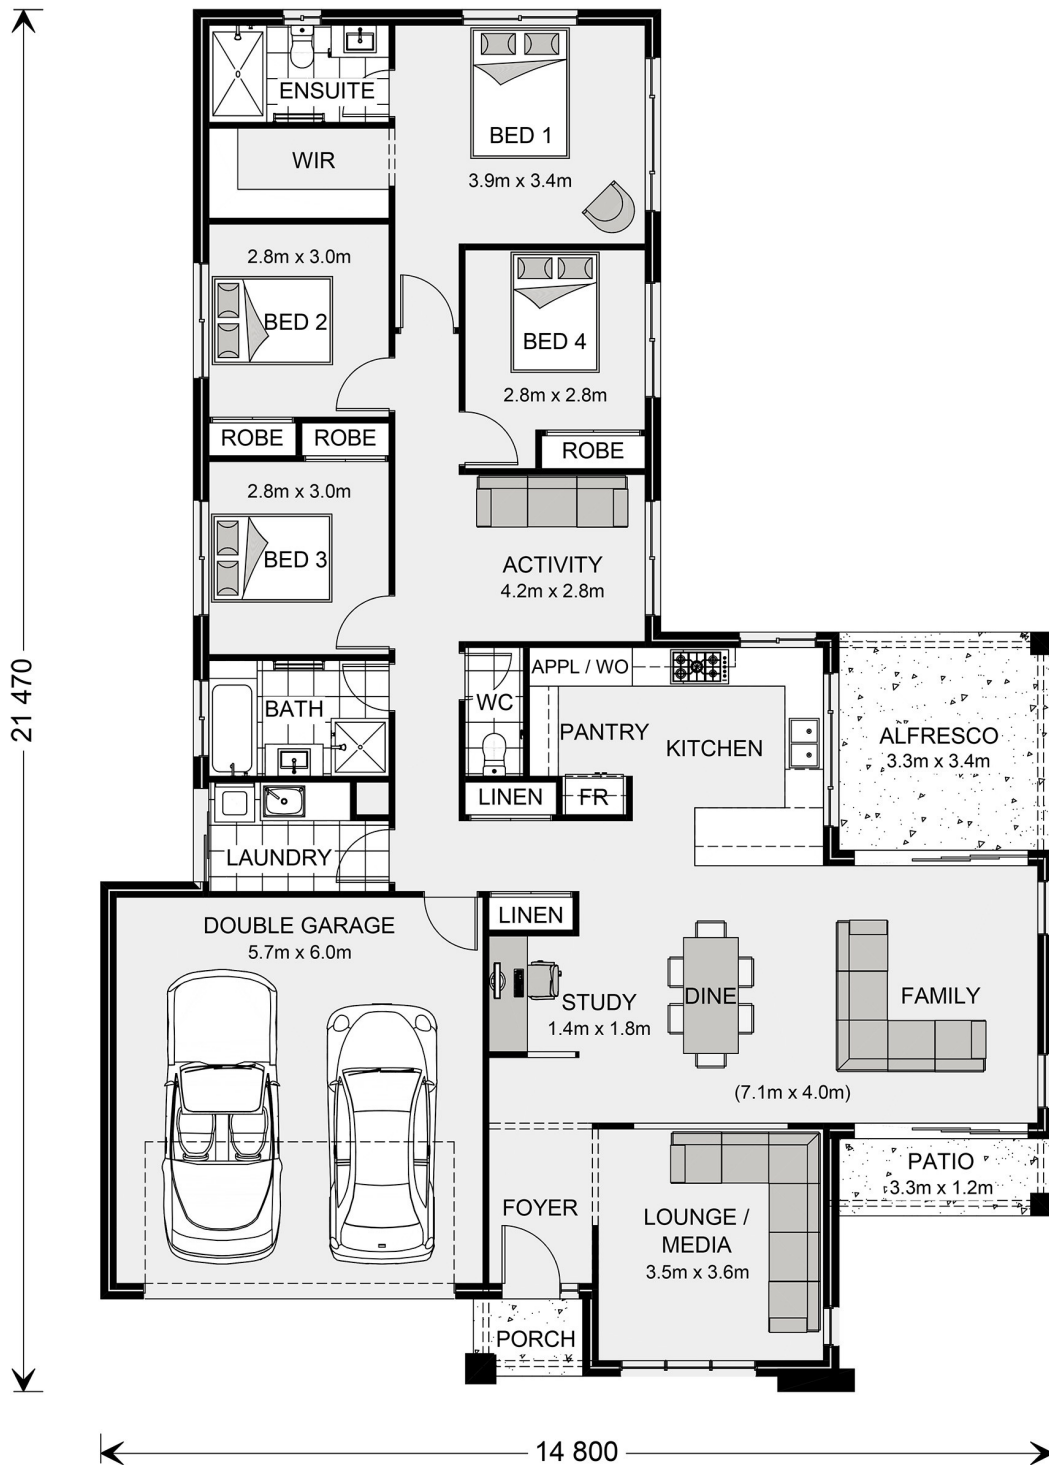 ENSUITE
BED 1
3.9m x 3.4m
WIR
2.8m x 3.0m
BED 2
BED 4
2.8m x 2.8m
ROBE
ROBE
ROBE
2.8m x 3.0m
BED 3
ACTIVITY
4.2m x 2.8m
21 470
APPL / WO
WC
BATH
PANTRY
KITCHEN
ALFRESCO
3.3m x 3.4m
LINEN
FR
LAUNDRY
LINEN
DOUBLE GARAGE
5.7m x 6.0m
STUDY
1.4m x 1.8m
DINE
FAMILY
(7.1m x 4.0m)
PATIO
3.3m x 1.2m
FOYER
LOUNGE /
MEDIA
3.5m x 3.6m
PORCH
14 800